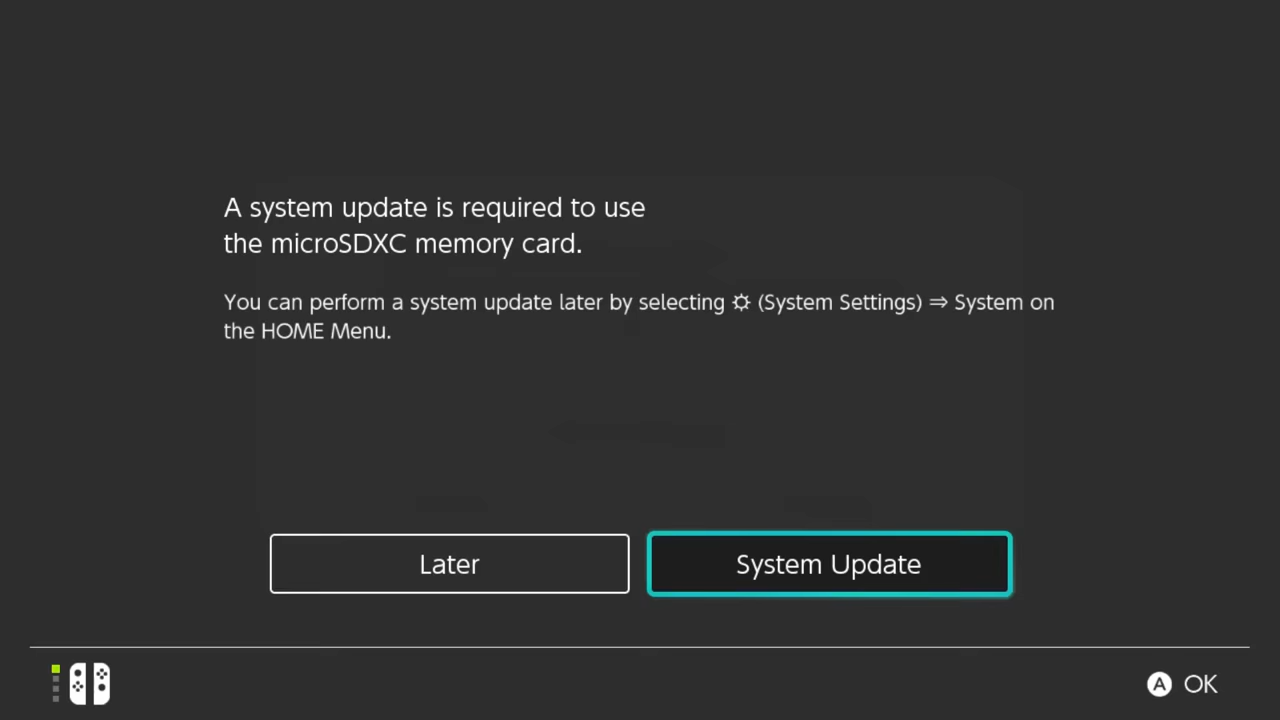 A system update is required to use
the microSDXC memory card.
You can perform a system update later by selecting (System Settings) ⇒ System on
the HOME Menu.
Later
System Update
A OK